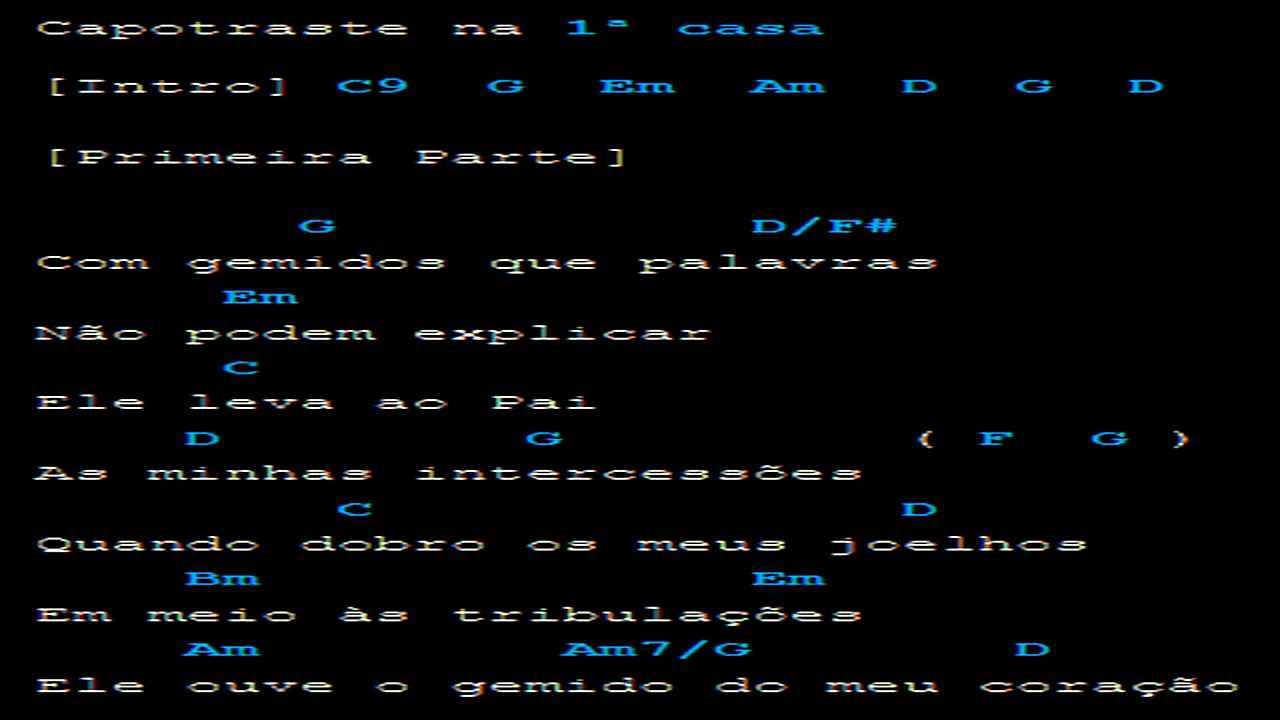 Capotraste na 1ª casa
[Intro] C9 G Em Am D G D
[Primeira Parte]
G D/F#
Com gemidos que palavras
Em
Não podem explicar
C
Ele leva ao Pai
D G ( F G )
As minhas intercessões
C D
Quando dobro os meus joelhos
Bm Em
Em meio às tribulações
Am Am7/G D
Ele ouve o gemido do meu coração